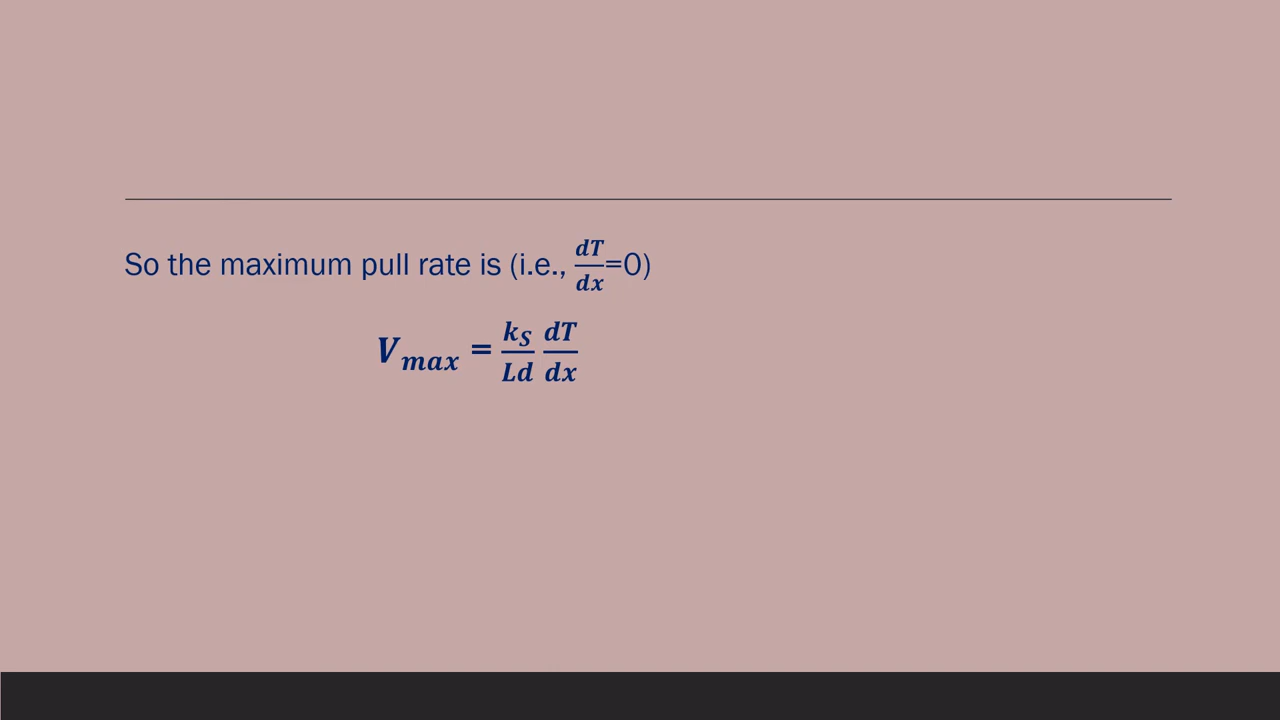 So the maximum pull rate is (i.e., dT/dx=0)
V_max = k_S/Ld dT/dx